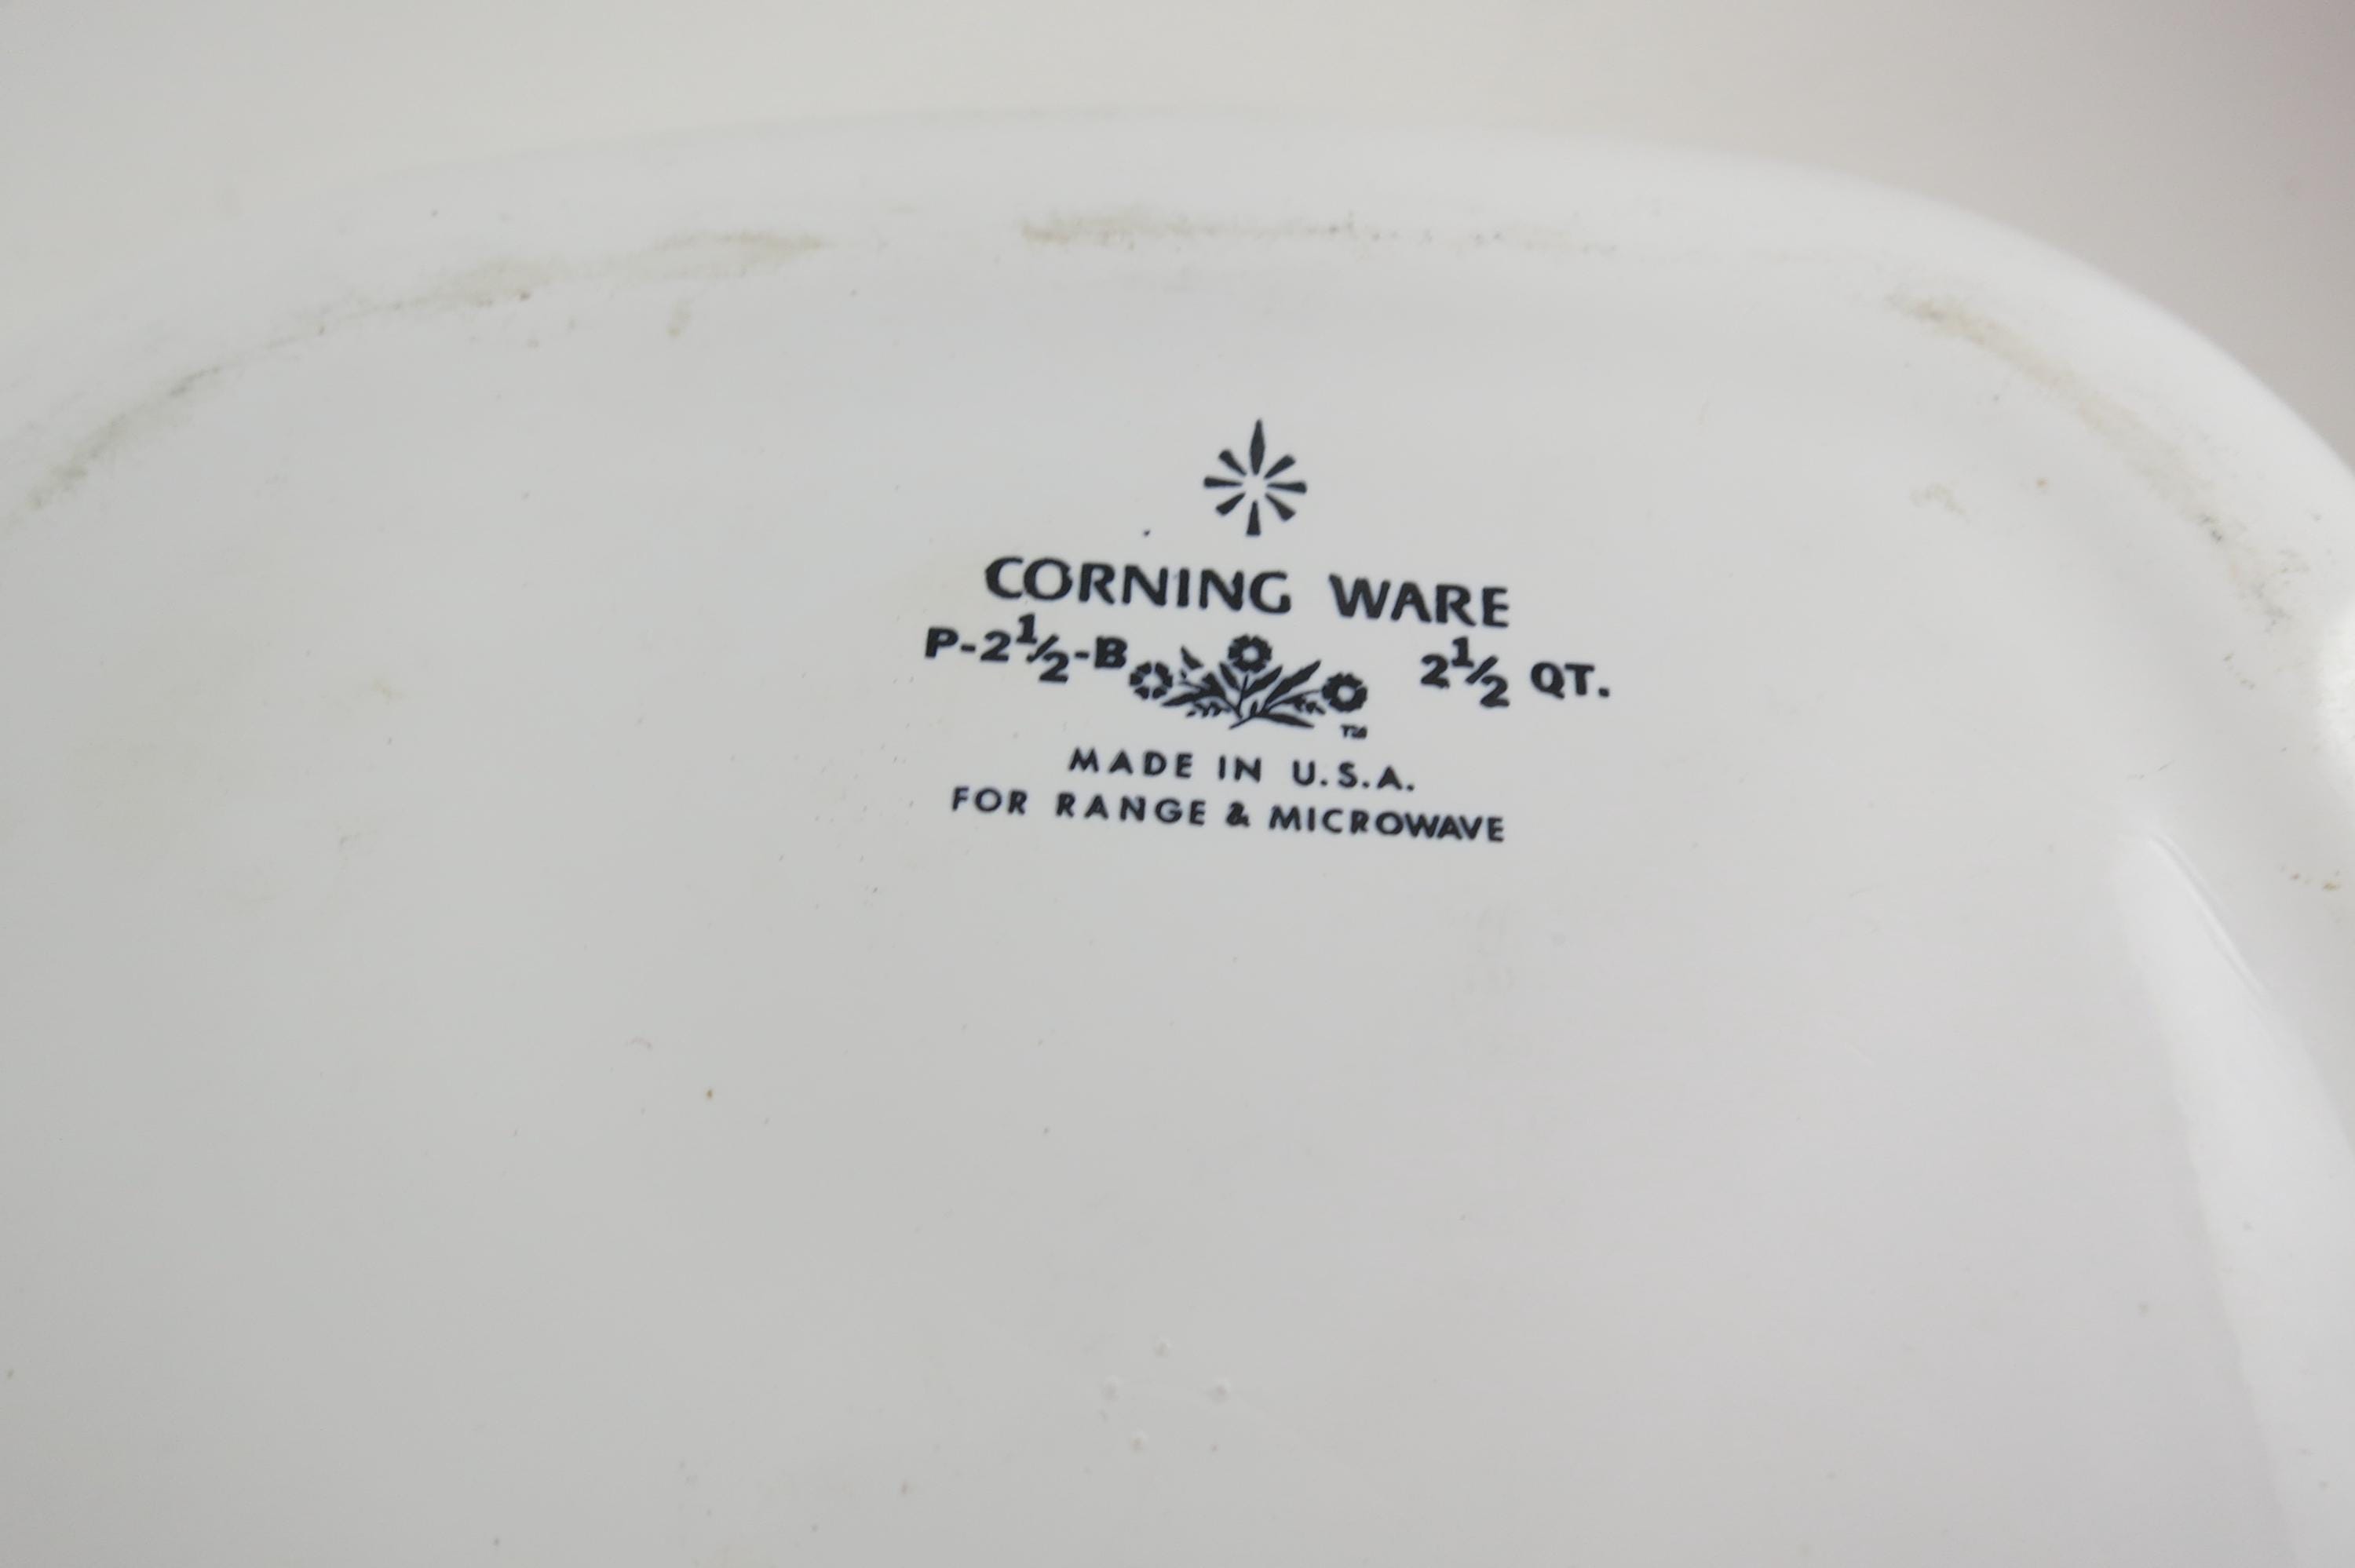 CORNING WARE
P-2½-B 2½ QT.
TM
MADE IN U.S.A.
FOR RANGE & MICROWAVE